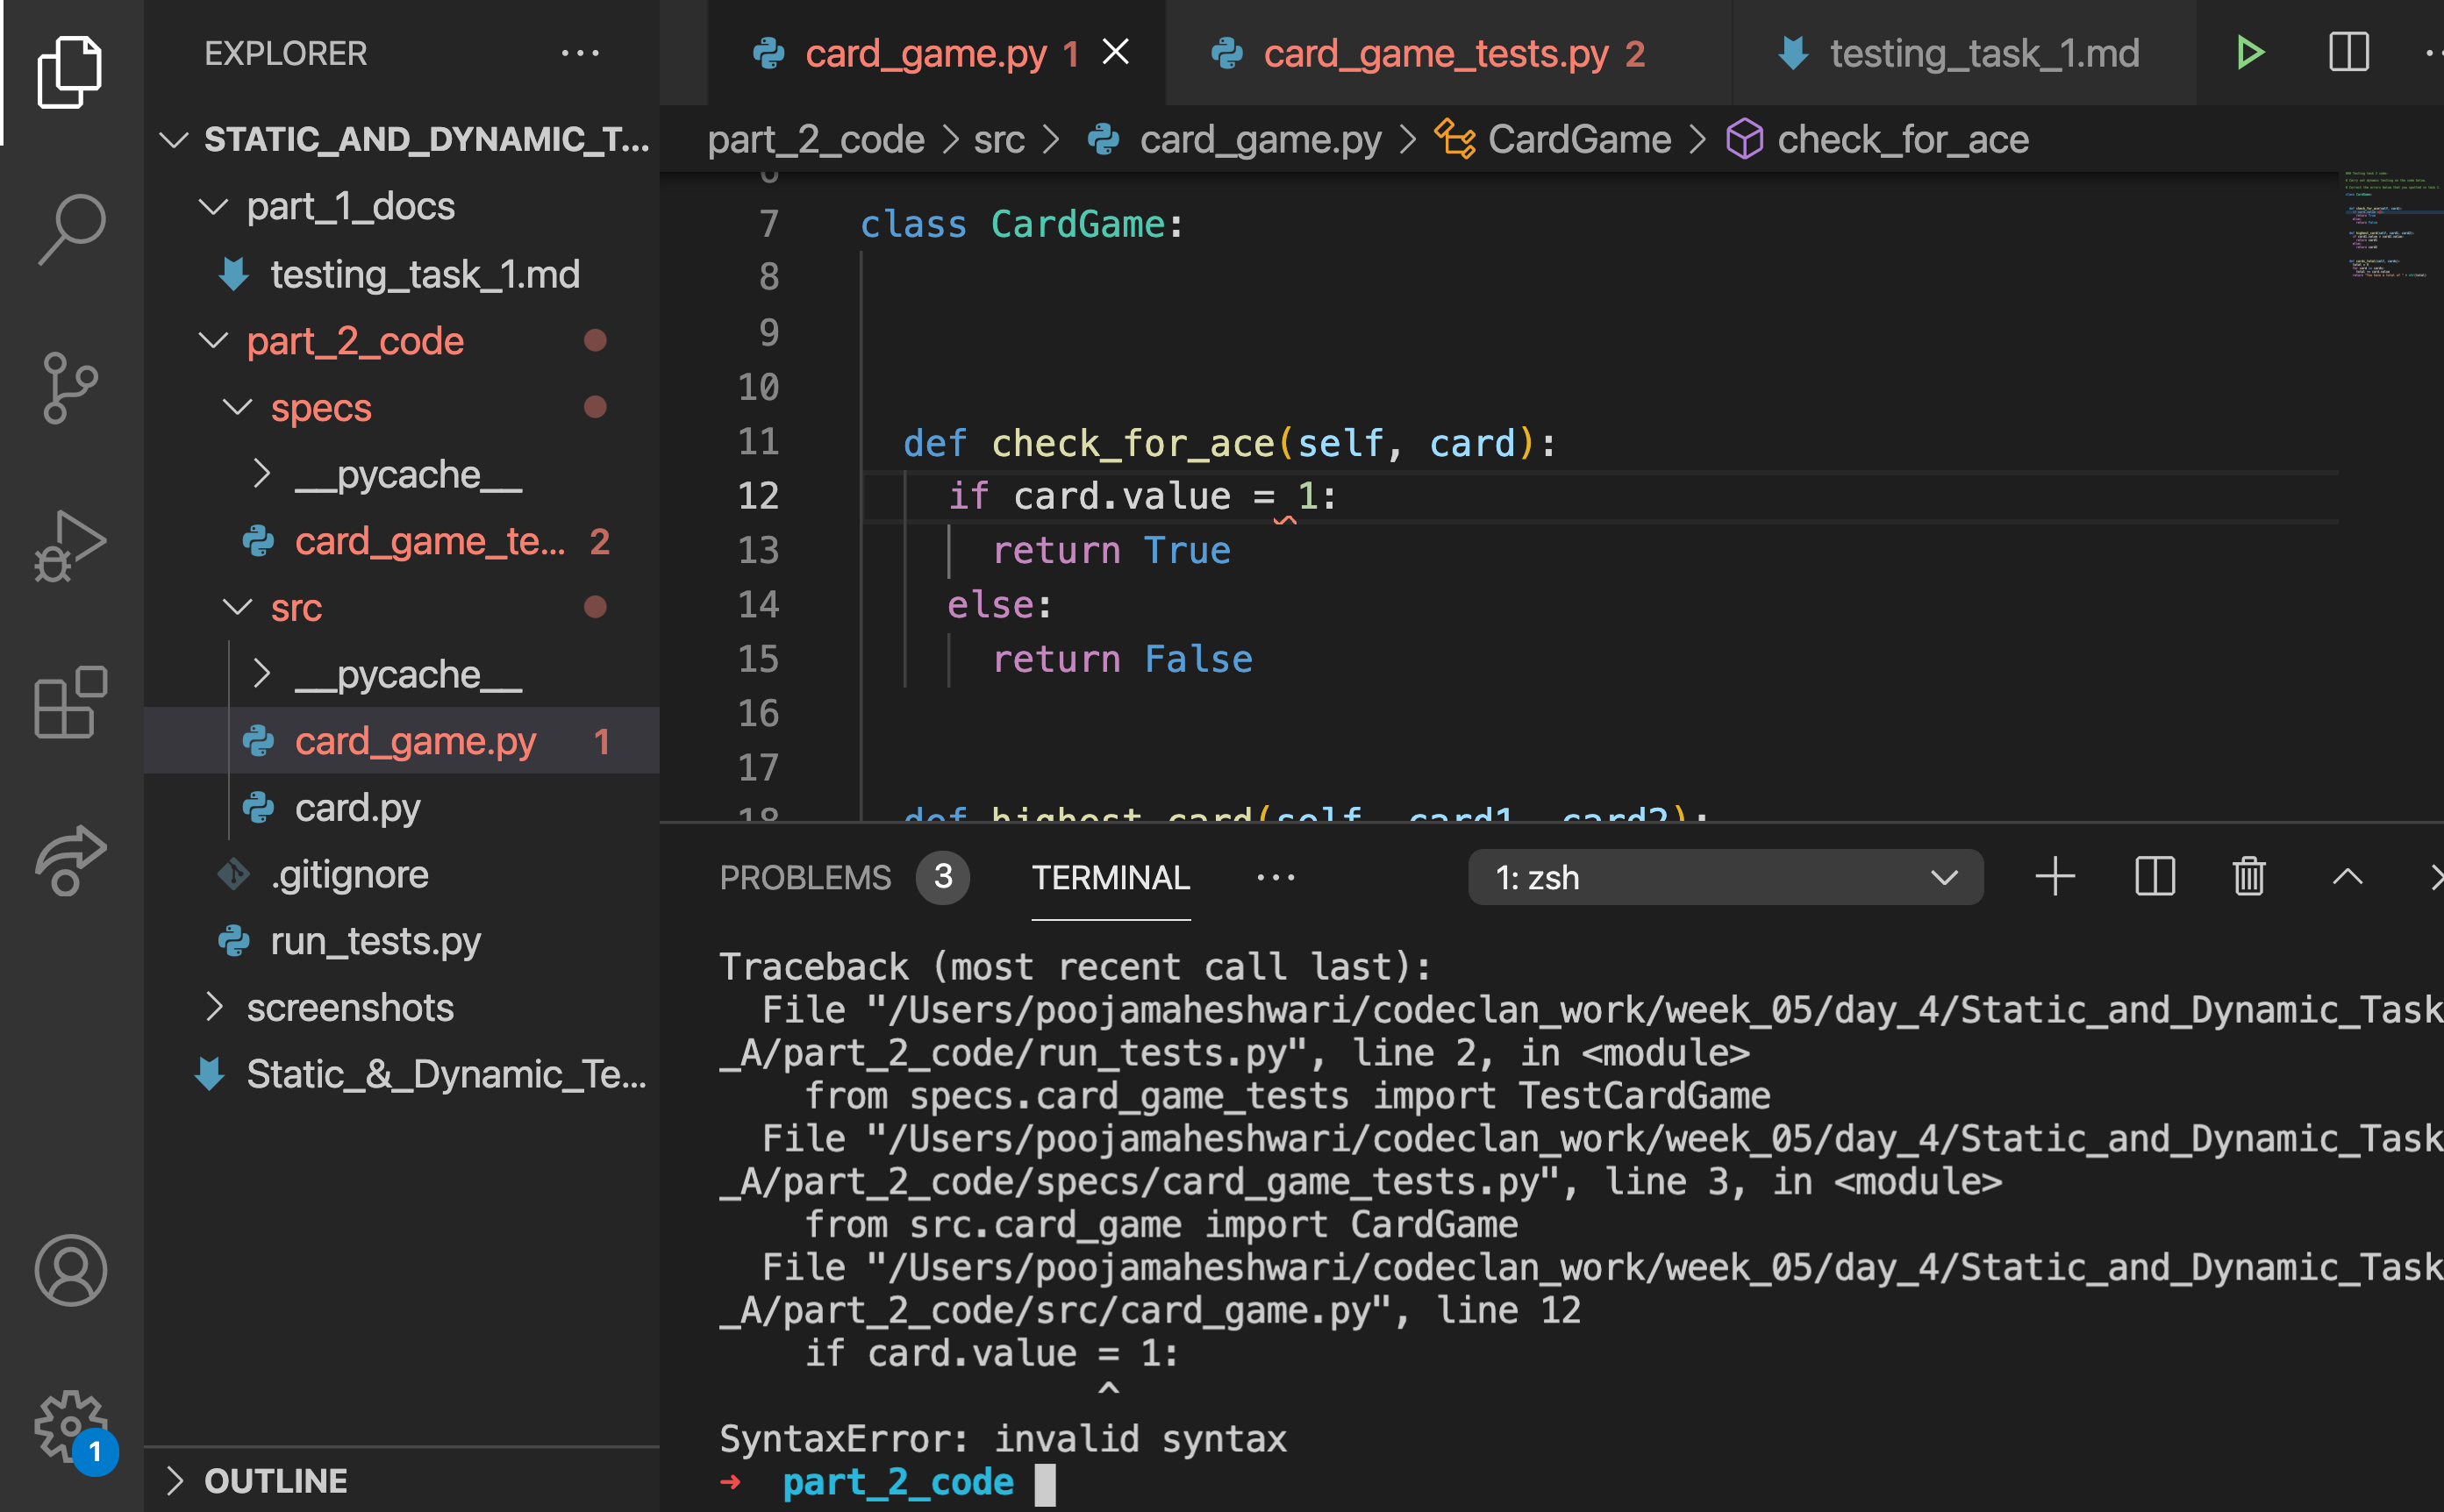 EXPLORER
STATIC_AND_DYNAMIC_T...
part_1_docs
testing_task_1.md
part_2_code
specs
__pycache__
card_game_te... 2
src
__pycache__
card_game.py 1
card.py
.gitignore
run_tests.py
screenshots
Static_&_Dynamic_Te...
OUTLINE
1
card_game.py 1
card_game_tests.py 2
testing_task_1.md
part_2_code > src > card_game.py > CardGame > check_for_ace
6
7 class CardGame:
8
9
10
11 def check_for_ace(self, card):
12 if card.value = 1:
13 return True
14 else:
15 return False
16
17
18 def highest_card(self, card1, card2):
PROBLEMS 3 TERMINAL 1: zsh
Traceback (most recent call last):
File "/Users/poojamaheshwari/codeclan_work/week_05/day_4/Static_and_Dynamic_Task
_A/part_2_code/run_tests.py", line 2, in <module>
from specs.card_game_tests import TestCardGame
File "/Users/poojamaheshwari/codeclan_work/week_05/day_4/Static_and_Dynamic_Task
_A/part_2_code/specs/card_game_tests.py", line 3, in <module>
from src.card_game import CardGame
File "/Users/poojamaheshwari/codeclan_work/week_05/day_4/Static_and_Dynamic_Task
_A/part_2_code/src/card_game.py", line 12
if card.value = 1:
^
SyntaxError: invalid syntax
➜ part_2_code